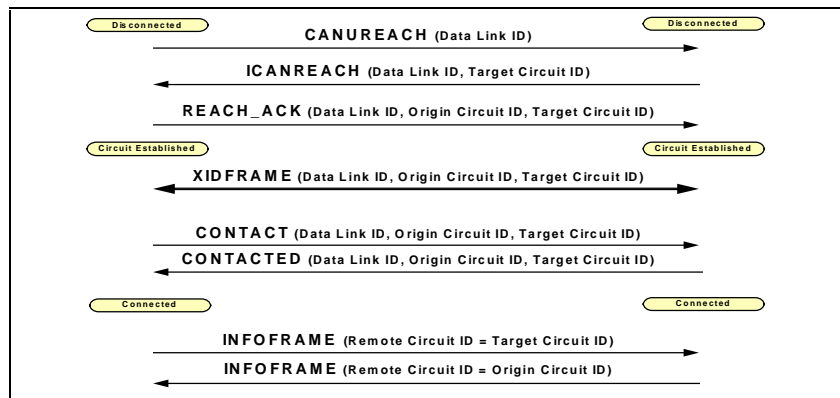 Disconnected Disconnected
CANUREACH (Data Link ID)
ICANREACH (Data Link ID, Target Circuit ID)
REACH_ACK (Data Link ID, Origin Circuit ID, Target Circuit ID)
Circuit Established Circuit Established
XIDFRAME (Data Link ID, Origin Circuit ID, Target Circuit ID)
CONTACT (Data Link ID, Origin Circuit ID, Target Circuit ID)
CONTACTED (Data Link ID, Origin Circuit ID, Target Circuit ID)
Connected Connected
INFOFRAME (Remote Circuit ID = Target Circuit ID)
INFOFRAME (Remote Circuit ID = Origin Circuit ID)